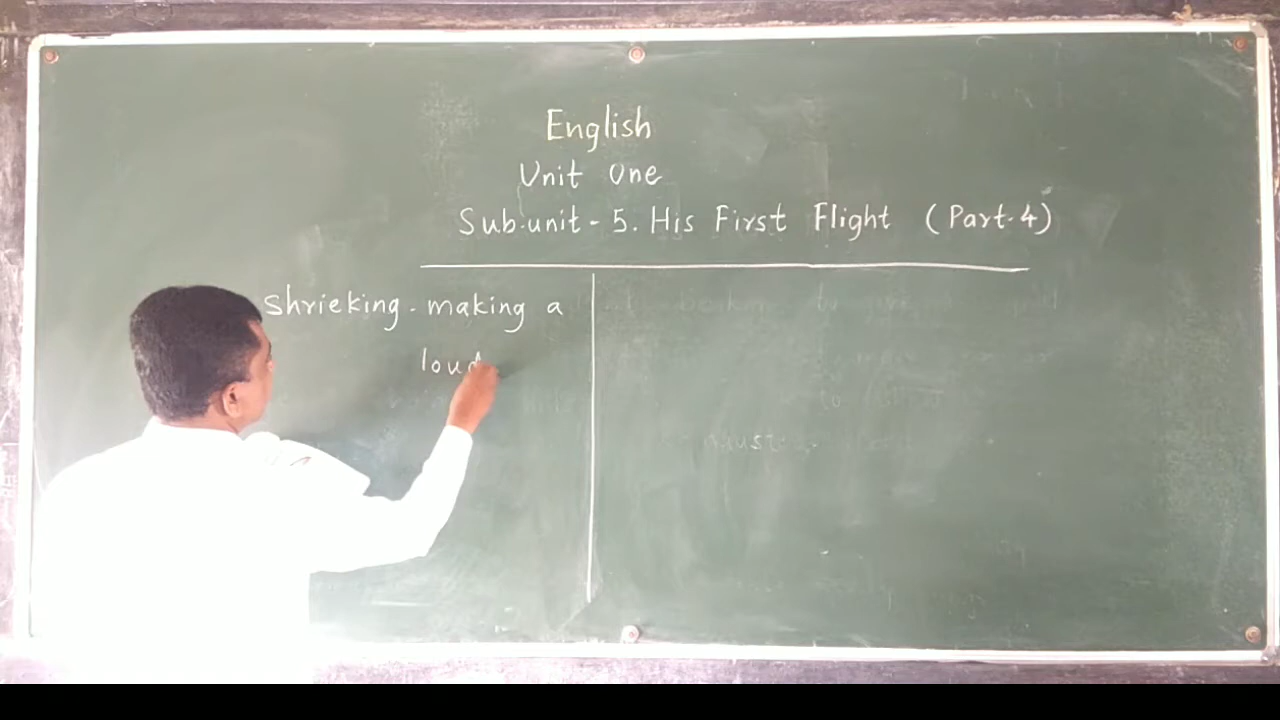 English
Unit One
Sub-unit - 5. His First Flight (Part-4)
Shrieking - making a
loud